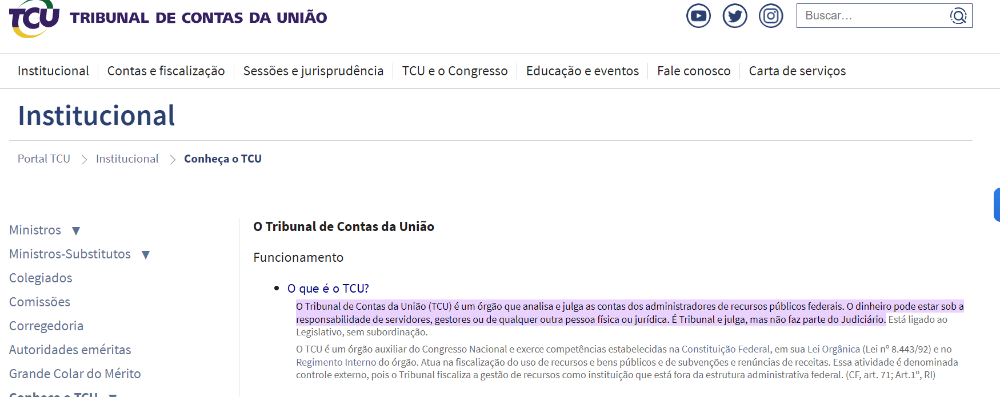 TCU TRIBUNAL DE CONTAS DA UNIÃO
Buscar...
Institucional Contas e fiscalização Sessões e jurisprudência TCU e o Congresso Educação e eventos Fale conosco Carta de serviços
Institucional
Portal TCU Institucional Conheça o TCU
Ministros ▼
Ministros-Substitutos ▼
Colegiados
Comissões
Corregedoria
Autoridades eméritas
Grande Colar do Mérito
Conheça o TCU ▼
O Tribunal de Contas da União
Funcionamento
• O que é o TCU?
O Tribunal de Contas da União (TCU) é um órgão que analisa e julga as contas dos administradores de recursos públicos federais. O dinheiro pode estar sob a
responsabilidade de servidores, gestores ou de qualquer outra pessoa física ou jurídica. É Tribunal e julga, mas não faz parte do Judiciário. Está ligado ao
Legislativo, sem subordinação.
O TCU é um órgão auxiliar do Congresso Nacional e exerce competências estabelecidas na Constituição Federal, em sua Lei Orgânica (Lei nº 8.443/92) e no
Regimento Interno do órgão. Atua na fiscalização do uso de recursos e bens públicos e de subvenções e renúncias de receitas. Essa atividade é denominada
controle externo, pois o Tribunal fiscaliza a gestão de recursos como instituição que está fora da estrutura administrativa federal. (CF, art. 71; Art.1º, RI)